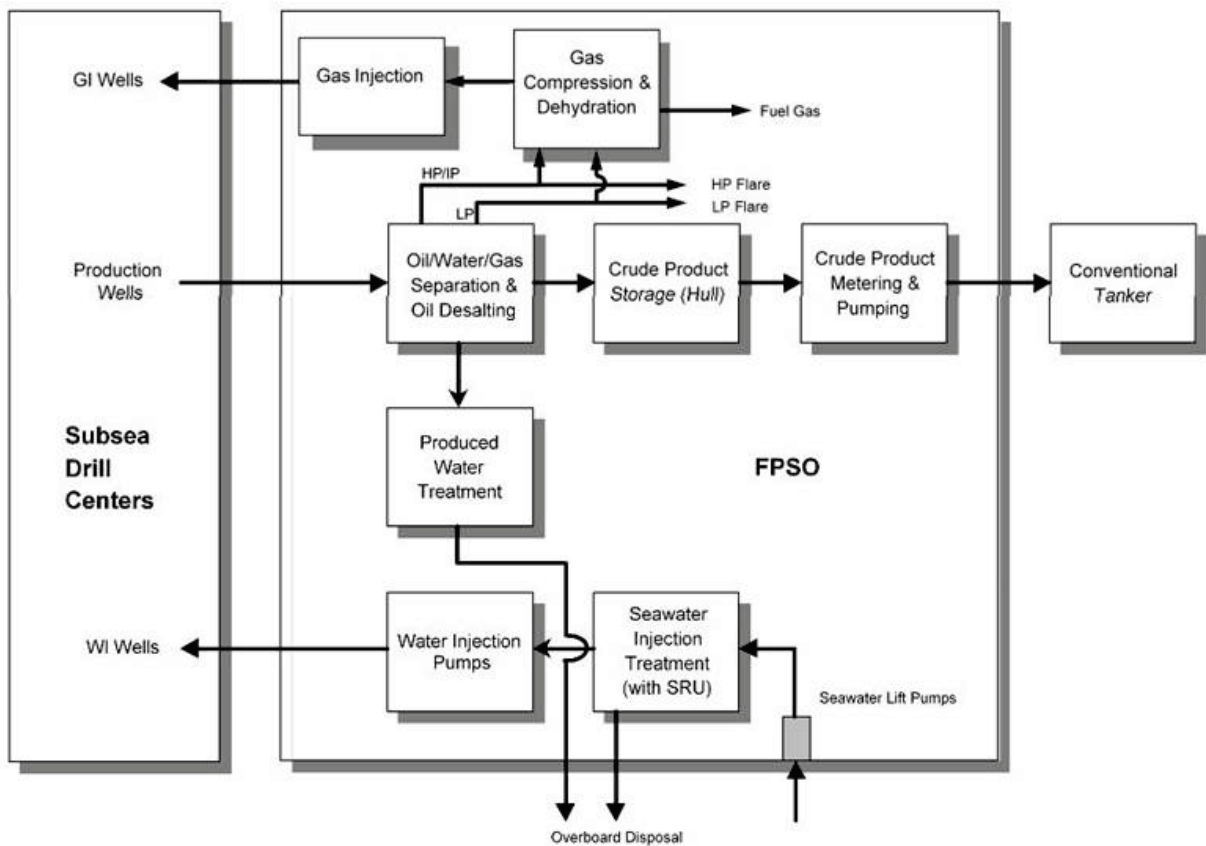 GI Wells
Gas Injection
Gas
Compression &
Dehydration
Fuel Gas
HP/IP
HP Flare
LP
LP Flare
Production
Wells
Oil/Water/Gas
Separation &
Oil Desalting
Crude Product
Storage (Hull)
Crude Product
Metering &
Pumping
Conventional
Tanker
Subsea
Drill
Centers
Produced
Water
Treatment
FPSO
WI Wells
Water Injection
Pumps
Seawater
Injection
Treatment
(with SRU)
Seawater Lift Pumps
Overboard Disposal